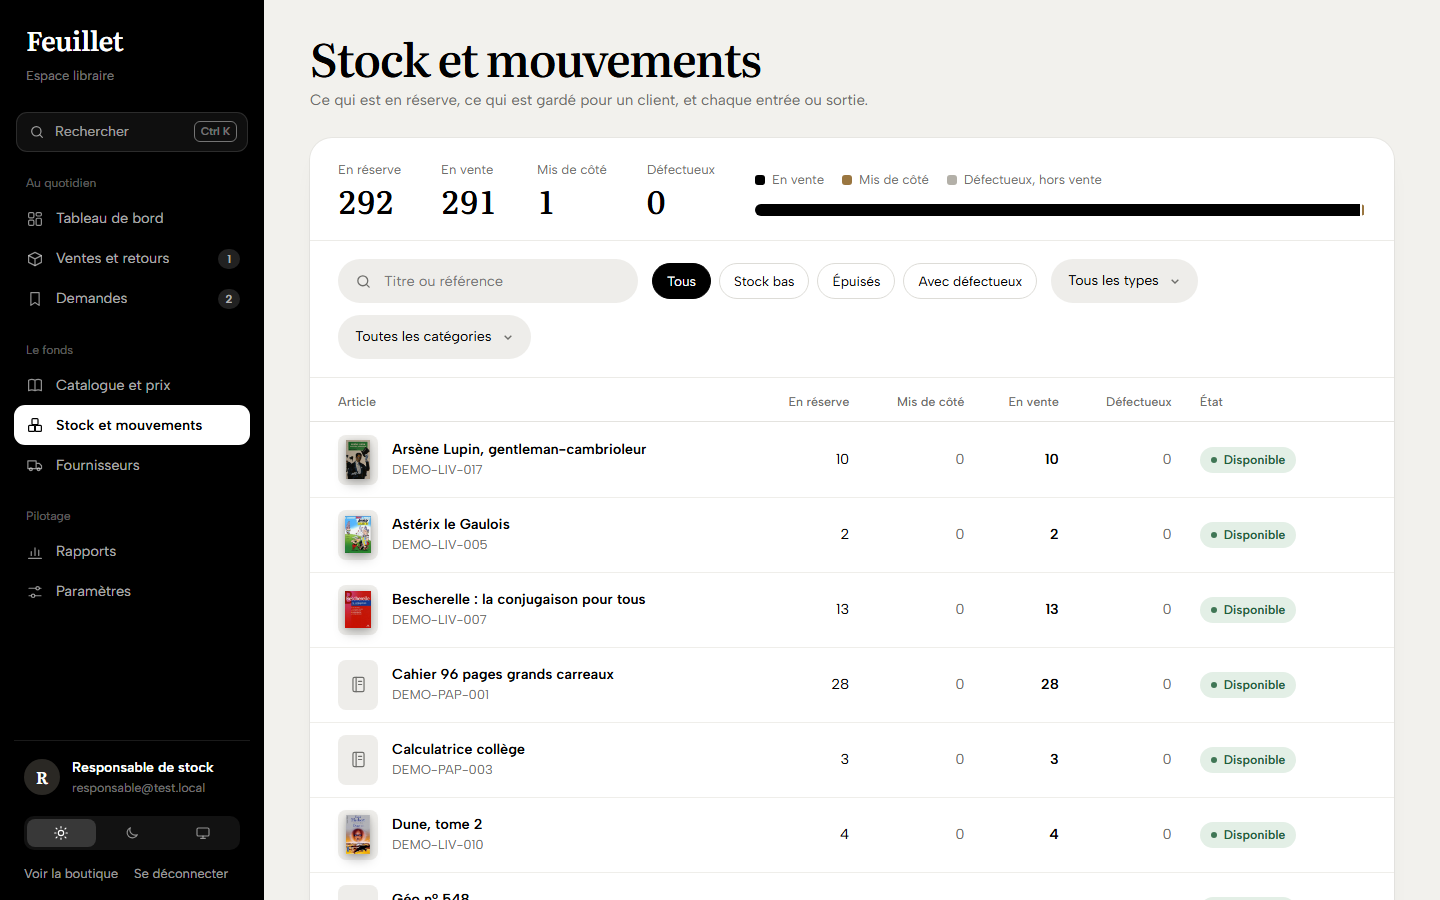 Feuillet
Espace libraire
Rechercher Ctrl K
Au quotidien
Tableau de bord
Ventes et retours 1
Demandes 2
Le fonds
Catalogue et prix
Stock et mouvements
Fournisseurs
Pilotage
Rapports
Paramètres
R
Responsable de stock
responsable@test.local
Voir la boutique Se déconnecter
Stock et mouvements
Ce qui est en réserve, ce qui est gardé pour un client, et chaque entrée ou sortie.
En réserve En vente Mis de côté Défectueux
292 291 1 0
En vente Mis de côté Défectueux, hors vente
Titre ou référence Tous Stock bas Épuisés Avec défectueux Tous les types
Toutes les catégories
Article En réserve Mis de côté En vente Défectueux État
Arsène Lupin, gentleman-cambrioleur
DEMO-LIV-017
10 0 10 0 Disponible
Astérix le Gaulois
DEMO-LIV-005
2 0 2 0 Disponible
Bescherelle : la conjugaison pour tous
DEMO-LIV-007
13 0 13 0 Disponible
Cahier 96 pages grands carreaux
DEMO-PAP-001
28 0 28 0 Disponible
Calculatrice collège
DEMO-PAP-003
3 0 3 0 Disponible
Dune, tome 2
DEMO-LIV-010
4 0 4 0 Disponible
Géo n° 548